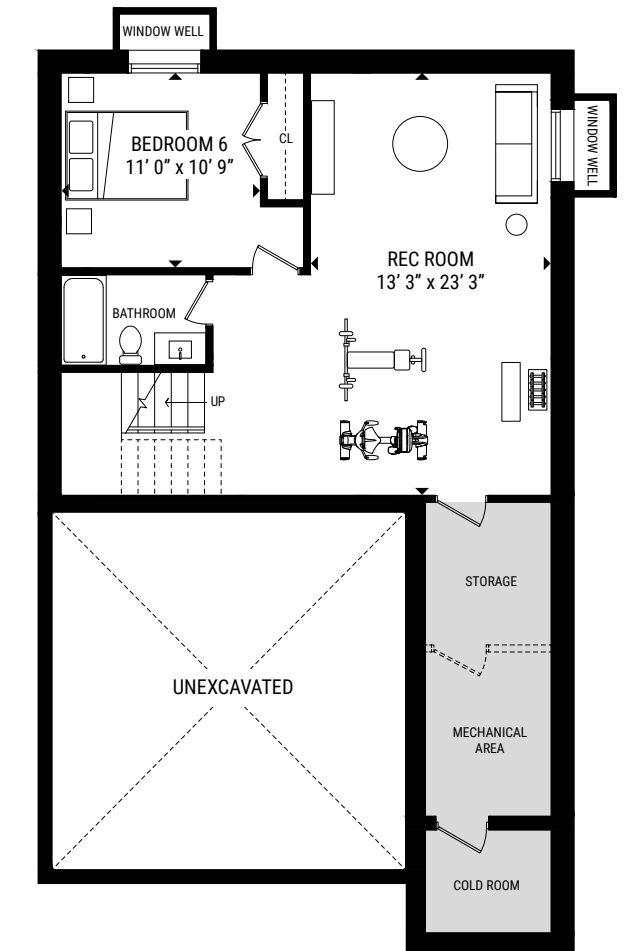 WINDOW WELL
WINDOW WELL
BEDROOM 6
11’ 0” x 10’ 9”
CL
REC ROOM
13’ 3” x 23’ 3”
BATHROOM
UP
STORAGE
UNEXCAVATED
MECHANICAL
AREA
COLD ROOM